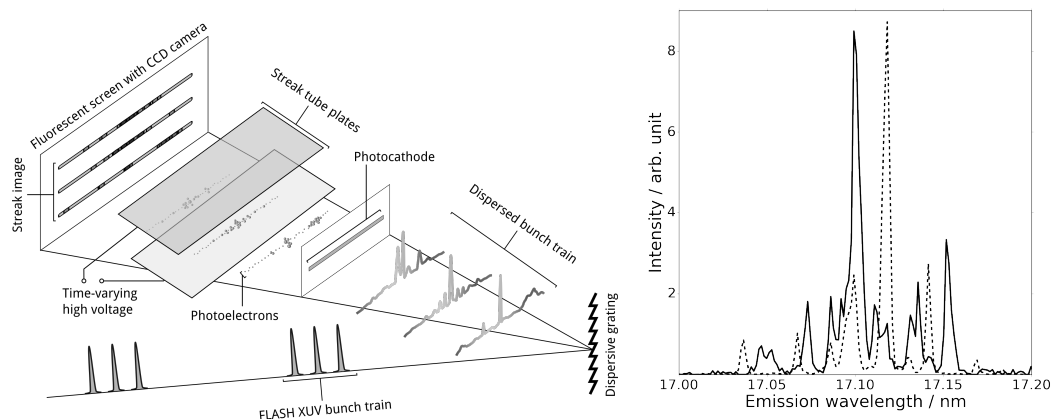 Fluorescent screen with CCD camera
Streak tube plates
Photocathode
Dispersed bunch train
Streak image
Time-varying
high voltage
Photoelectrons
Dispersive grating
FLASH XUV bunch train
Intensity / arb. unit
8
6
4
2
17.00 17.05 17.10 17.15 17.20
Emission wavelength / nm